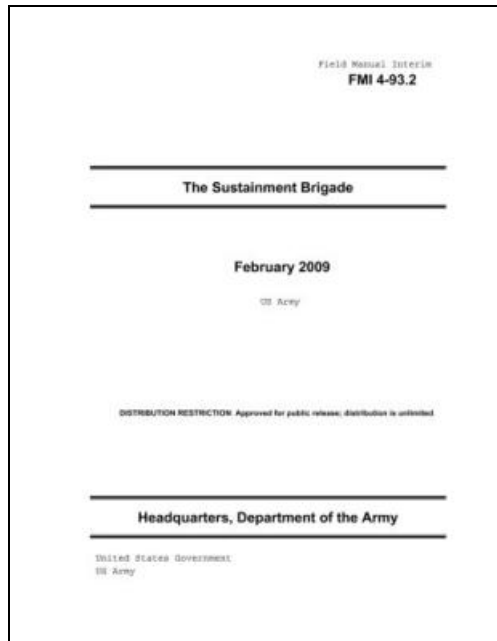 Field Manual Interim
FMI 4-93.2
The Sustainment Brigade
February 2009
US Army
DISTRIBUTION RESTRICTION: Approved for public release; distribution is unlimited.
Headquarters, Department of the Army
United States Government
US Army